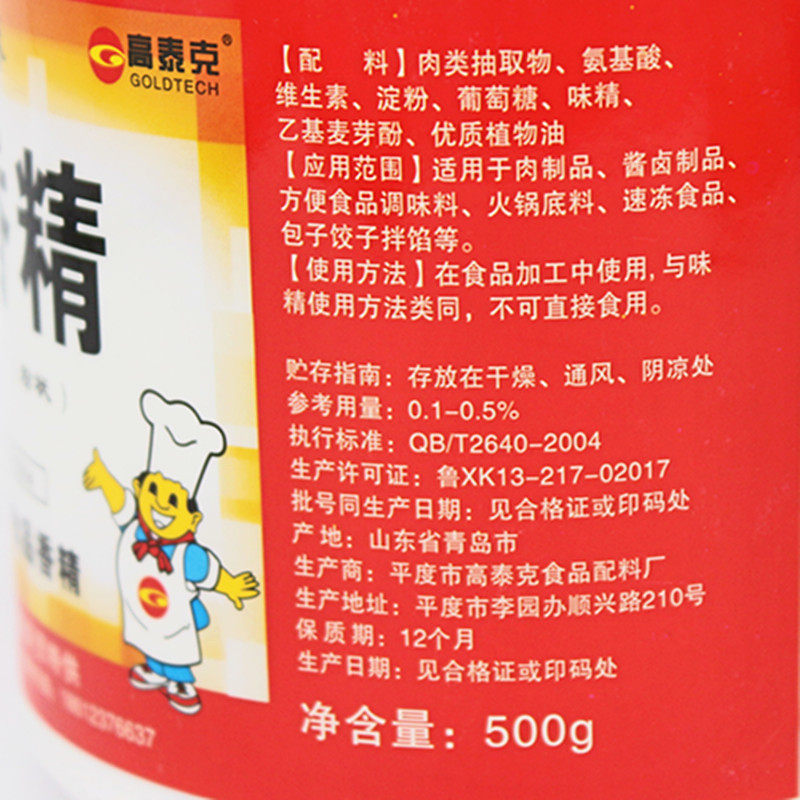 高泰克®
GOLDTECH
精
香精
【配 料】肉类抽取物、氨基酸、
维生素、淀粉、葡萄糖、味精、
乙基麦芽酚、优质植物油
【应用范围】适用于肉制品、酱卤制品、
方便食品调味料、火锅底料、速冻食品、
包子饺子拌馅等。
【使用方法】在食品加工中使用,与味
精使用方法类同，不可直接食用。
贮存指南：存放在干燥、通风、阴凉处
参考用量：0.1-0.5%
执行标准：QB/T2640-2004
生产许可证：鲁XK13-217-02017
批号同生产日期：见合格证或印码处
产地：山东省青岛市
生产商：平度市高泰克食品配料厂
生产地址：平度市李园办顺兴路210号
保质期：12个月
生产日期：见合格证或印码处
净含量：500g